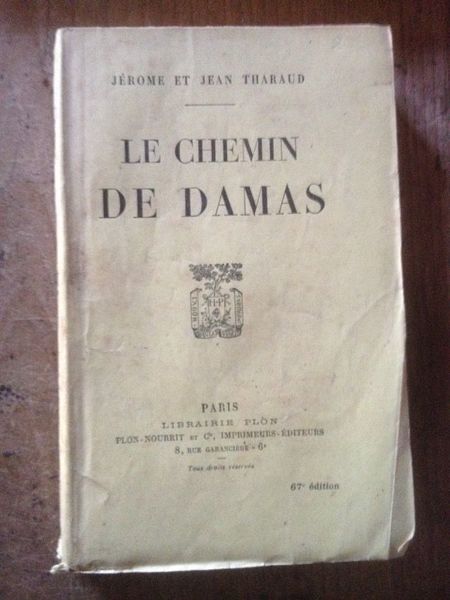 JÉROME ET JEAN THARAUD
LE CHEMIN
DE DAMAS
PARIS
LIBRAIRIE PLON
PLON-NOURRIT ET Cie, IMPRIMEURS-ÉDITEURS
8, RUE GARANCIÈRE - 6e
Tous droits réservés
67e édition